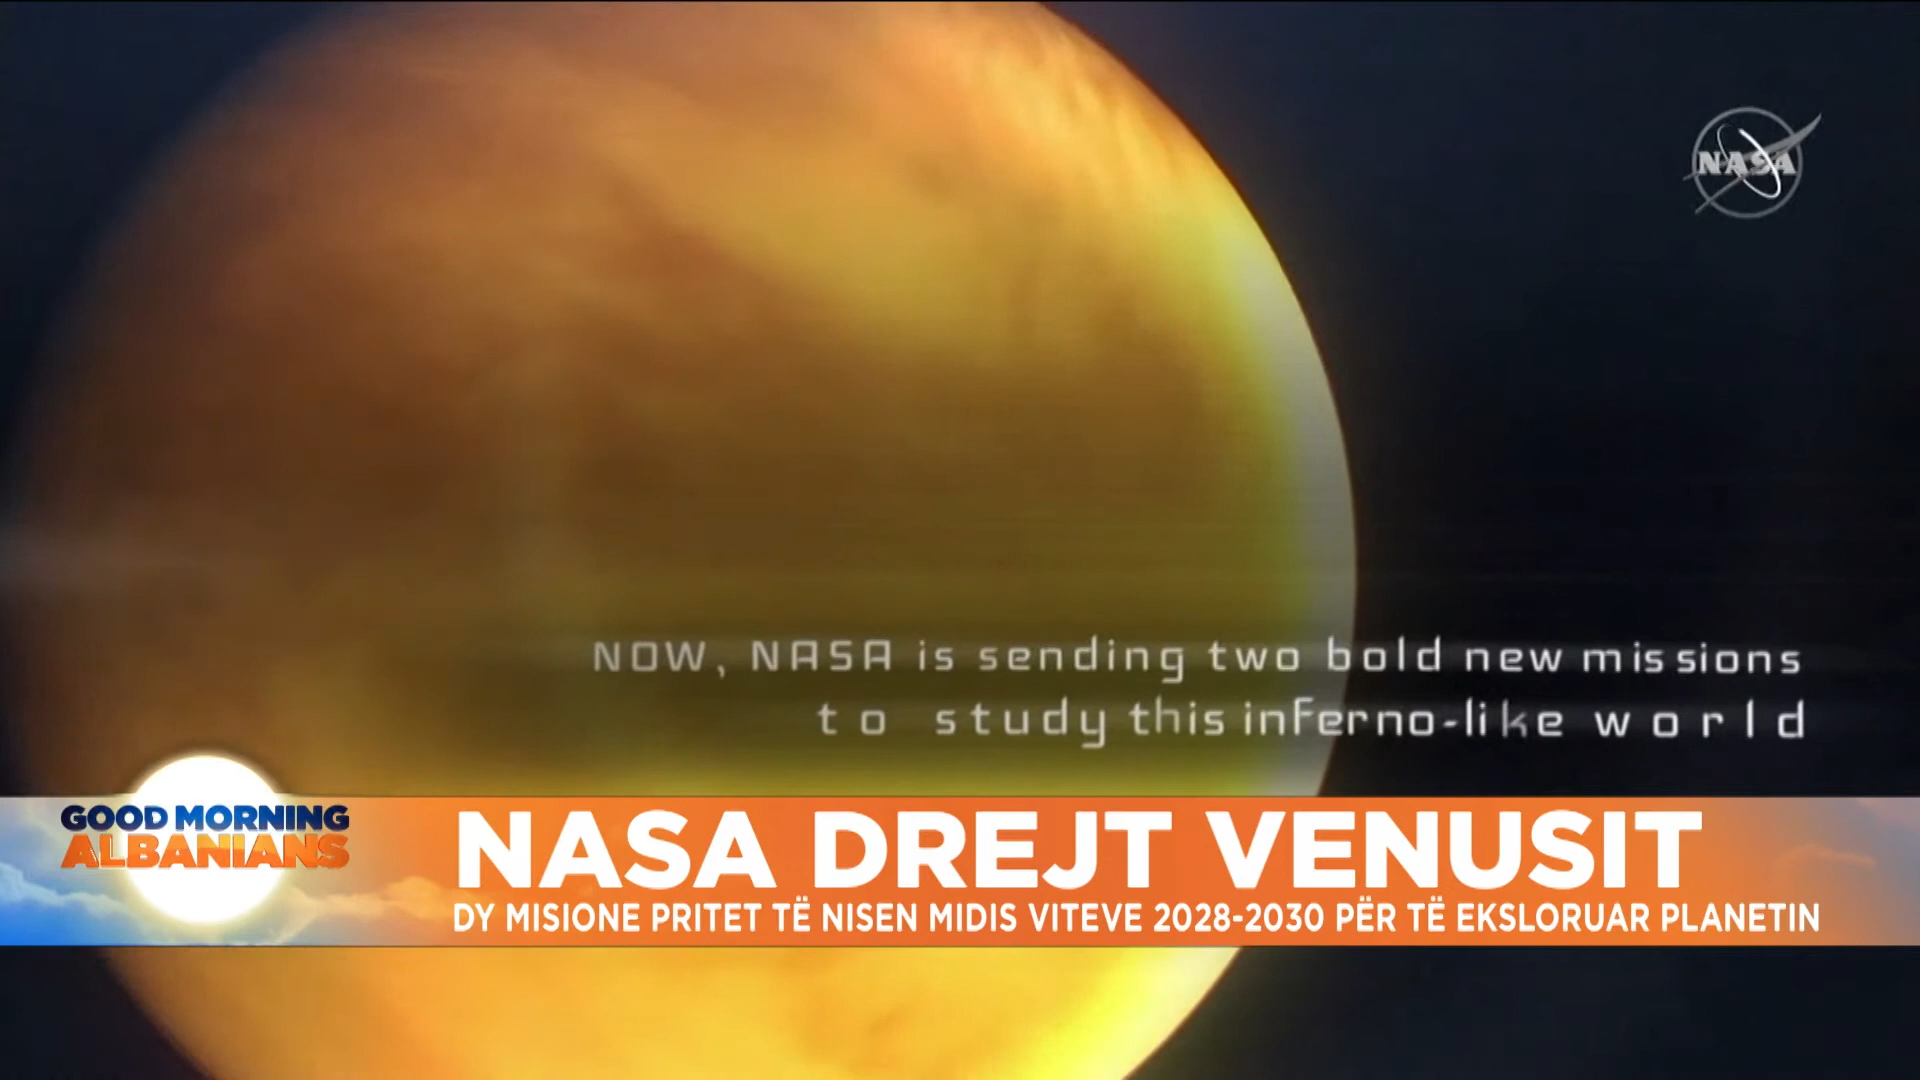 NASA
NOW, NASA is sending two bold new missions
to study this inferno-like world
GOOD MORNING
ALBANIANS
NASA DREJT VENUSIT
DY MISIONE PRITET TË NISEN MIDIS VITEVE 2028-2030 PËR TË EKSLORUAR PLANETIN